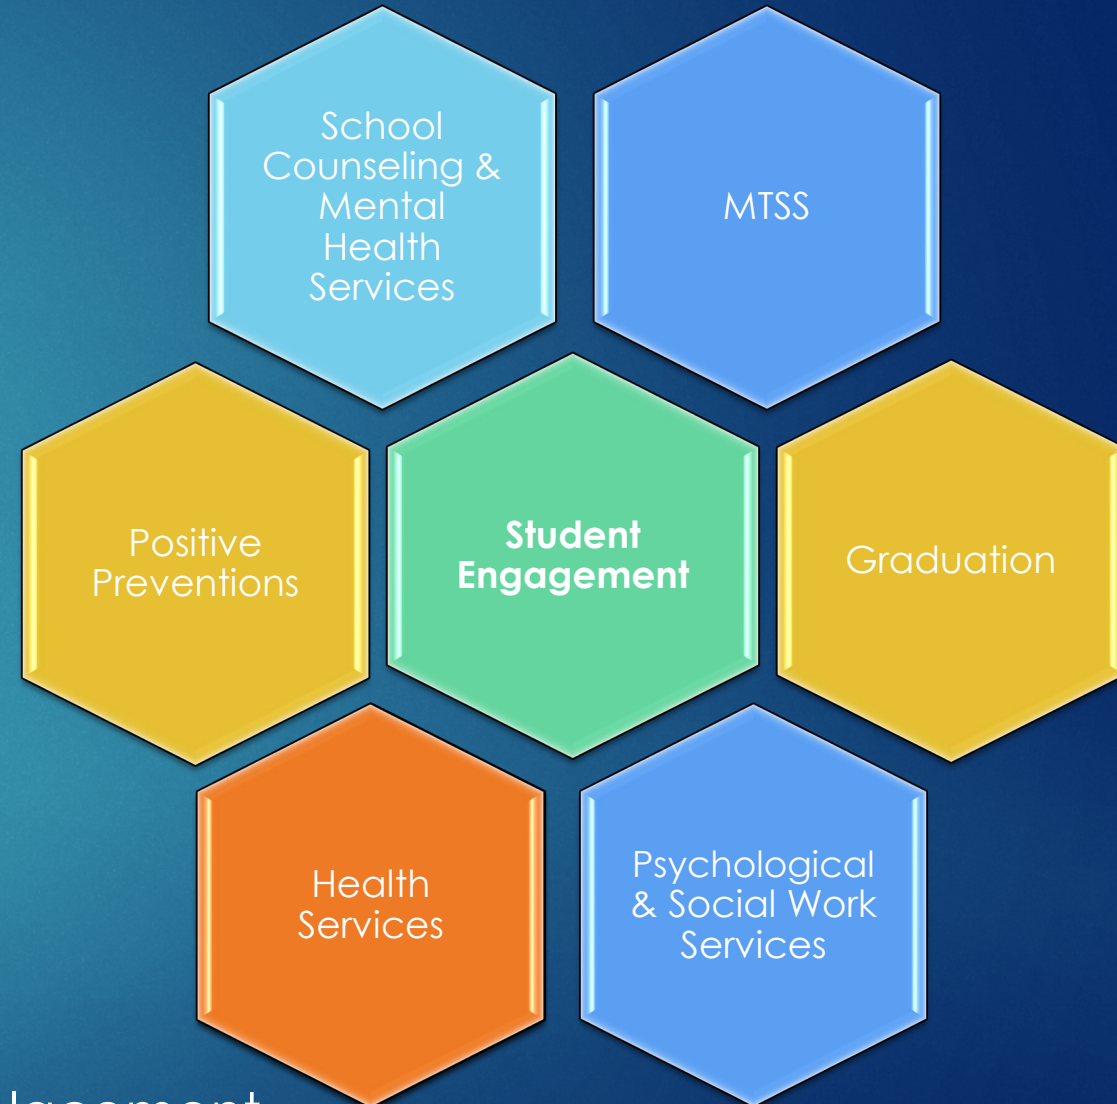 School
Counseling &
Mental
Health
Services
MTSS
Positive
Preventions
Student
Engagement
Graduation
Health
Services
Psychological
& Social Work
Services